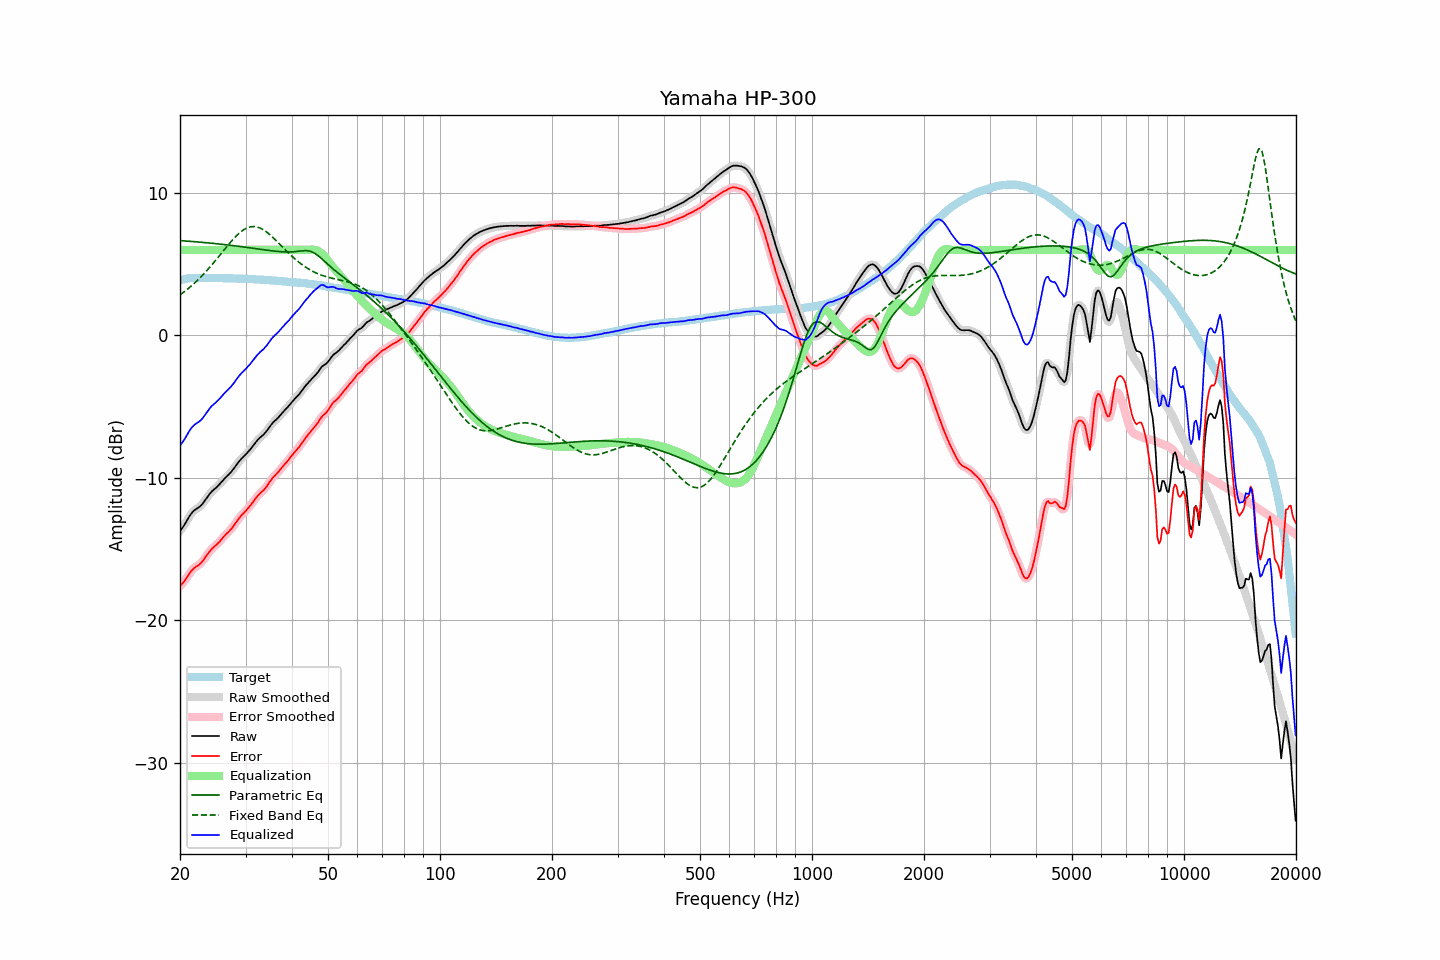 Yamaha HP-300
Amplitude (dBr)
10
0
−10
−20
−30
Target
Raw Smoothed
Error Smoothed
Raw
Error
Equalization
Parametric Eq
Fixed Band Eq
Equalized
20 50 100 200 500 1000 2000 5000 10000 20000
Frequency (Hz)